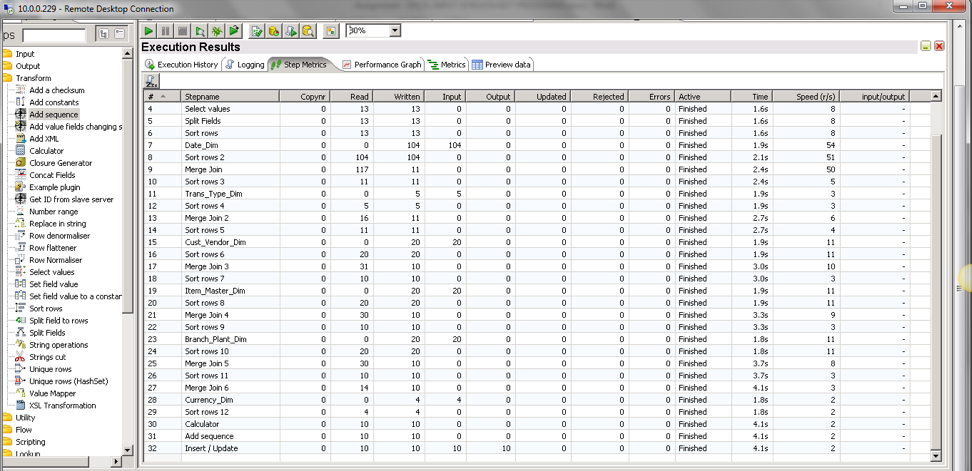 10.0.0.229 - Remote Desktop Connection
30%
ps
Execution Results
Execution History Logging Step Metrics Performance Graph Metrics Preview data
Input
Output
Transform
Add a checksum
Add constants
Add sequence
Add value fields changing s
Add XML
Calculator
Closure Generator
Concat Fields
Example plugin
Get ID from slave server
Number range
Replace in string
Row denormaliser
Row flattener
Row Normaliser
Select values
Set field value
Set field value to a constar
Sort rows
Split field to rows
Split Fields
String operations
Strings cut
Unique rows
Unique rows (HashSet)
Value Mapper
XSL Transformation
Utility
Flow
Scripting
Lookup
# Stepname Copynr Read Written Input Output Updated Rejected Errors Active Time Speed (r/s) input/output
4 Select values 0 13 13 0 0 0 0 0 Finished 1.6s 8 -
5 Split Fields 0 13 13 0 0 0 0 0 Finished 1.6s 8 -
6 Sort rows 0 13 13 0 0 0 0 0 Finished 1.6s 8 -
7 Date_Dim 0 0 104 104 0 0 0 0 Finished 1.9s 54 -
8 Sort rows 2 0 104 104 0 0 0 0 0 Finished 2.1s 51 -
9 Merge Join 0 117 11 0 0 0 0 0 Finished 2.4s 50 -
10 Sort rows 3 0 11 11 0 0 0 0 0 Finished 2.4s 5 -
11 Trans_Type_Dim 0 0 5 5 0 0 0 0 Finished 1.9s 3 -
12 Sort rows 4 0 5 5 0 0 0 0 0 Finished 1.9s 3 -
13 Merge Join 2 0 16 11 0 0 0 0 0 Finished 2.7s 6 -
14 Sort rows 5 0 11 11 0 0 0 0 0 Finished 2.7s 4 -
15 Cust_Vendor_Dim 0 0 20 20 0 0 0 0 Finished 1.9s 11 -
16 Sort rows 6 0 20 20 0 0 0 0 0 Finished 1.9s 11 -
17 Merge Join 3 0 31 10 0 0 0 0 0 Finished 3.0s 10 -
18 Sort rows 7 0 10 10 0 0 0 0 0 Finished 3.0s 3 -
19 Item_Master_Dim 0 0 20 20 0 0 0 0 Finished 1.9s 11 -
20 Sort rows 8 0 20 20 0 0 0 0 0 Finished 1.9s 11 -
21 Merge Join 4 0 30 10 0 0 0 0 0 Finished 3.3s 9 -
22 Sort rows 9 0 10 10 0 0 0 0 0 Finished 3.3s 3 -
23 Branch_Plant_Dim 0 0 20 20 0 0 0 0 Finished 1.8s 11 -
24 Sort rows 10 0 20 20 0 0 0 0 0 Finished 1.8s 11 -
25 Merge Join 5 0 30 10 0 0 0 0 0 Finished 3.7s 8 -
26 Sort rows 11 0 10 10 0 0 0 0 0 Finished 3.7s 3 -
27 Merge Join 6 0 14 10 0 0 0 0 0 Finished 4.1s 3 -
28 Currency_Dim 0 0 4 4 0 0 0 0 Finished 1.8s 2 -
29 Sort rows 12 0 4 4 0 0 0 0 0 Finished 1.8s 2 -
30 Calculator 0 10 10 0 0 0 0 0 Finished 4.1s 2 -
31 Add sequence 0 10 10 0 0 0 0 0 Finished 4.1s 2 -
32 Insert / Update 0 10 10 10 10 0 0 0 Finished 4.1s 2 -